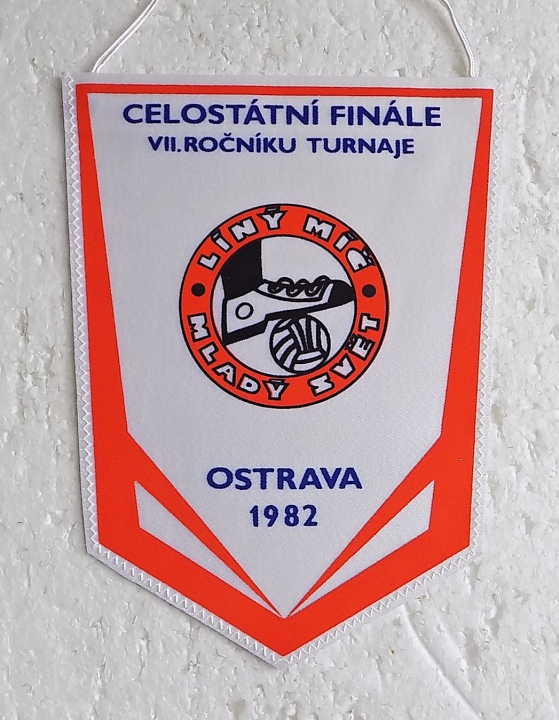 CELOSTÁTNÍ FINÁLE
VII.ROČNÍKU TURNAJE
LÍNÝ MÍČ
MLADÝ SVĚT
OSTRAVA
1982